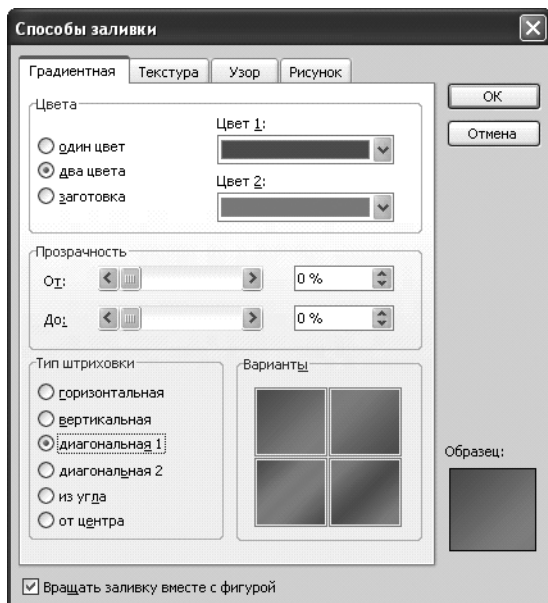 Способы заливки
Градиентная Текстура Узор Рисунок
ОК
Отмена
Цвета
один цвет
два цвета
заготовка
Цвет 1:
Цвет 2:
Прозрачность
От: 0 %
До: 0 %
Тип штриховки
горизонтальная
вертикальная
диагональная 1
диагональная 2
из угла
от центра
Варианты
Образец:
Вращать заливку вместе с фигурой